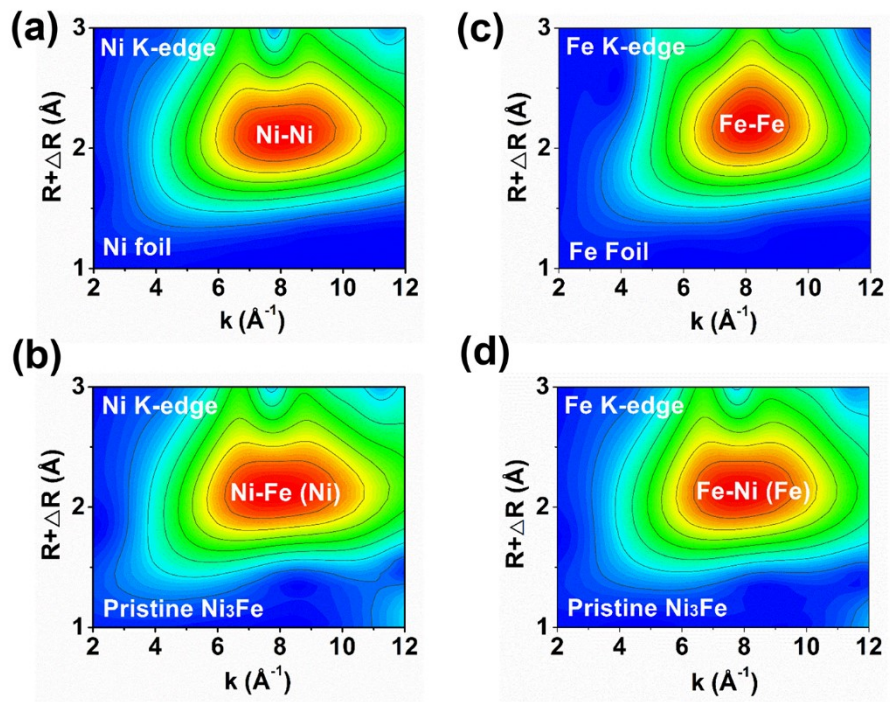 (a)
Ni K-edge
Ni-Ni
Ni foil
R+△R (Å)
3
2
1
2 4 6 8 10 12
k (Å⁻¹)
(c)
Fe K-edge
Fe-Fe
Fe Foil
R+△R (Å)
3
2
1
2 4 6 8 10 12
k (Å⁻¹)
(b)
Ni K-edge
Ni-Fe (Ni)
Pristine Ni₃Fe
R+△R (Å)
3
2
1
2 4 6 8 10 12
k (Å⁻¹)
(d)
Fe K-edge
Fe-Ni (Fe)
Pristine Ni₃Fe
R+△R (Å)
3
2
1
2 4 6 8 10 12
k (Å⁻¹)